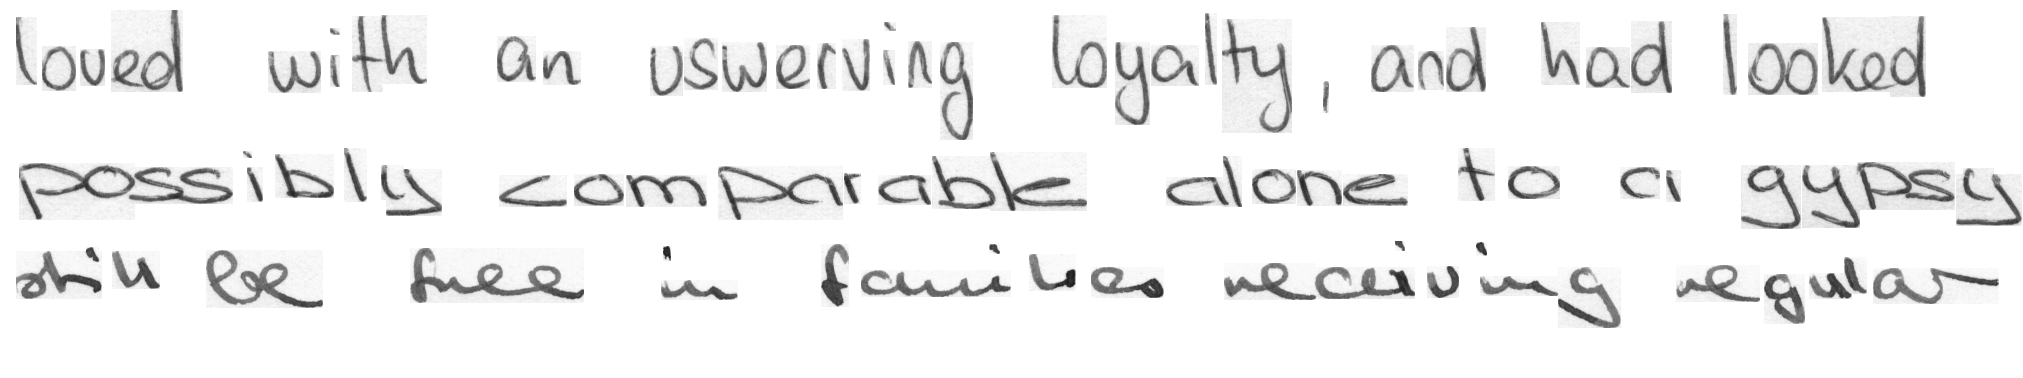 loved with an uswerving loyalty, and had looked
possibly comparable alone to a gypsy
still be free in families receiving regular